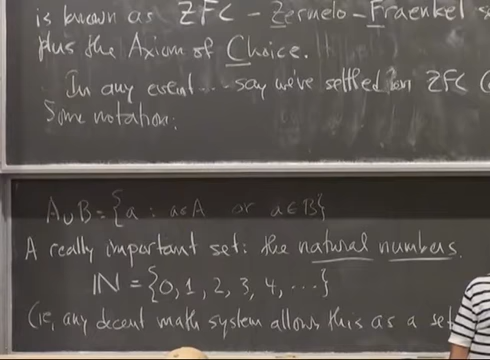 is known as ZFC – Zermelo – Fraenkel
plus the Axiom of Choice.
In any event.... say we've settled on ZFC
Some notation:
A∪B = {a : a∈A or a∈B}
A really important set: the natural numbers.
ℕ = {0, 1, 2, 3, 4, ...}
(ie, any decent math system allows this as a set